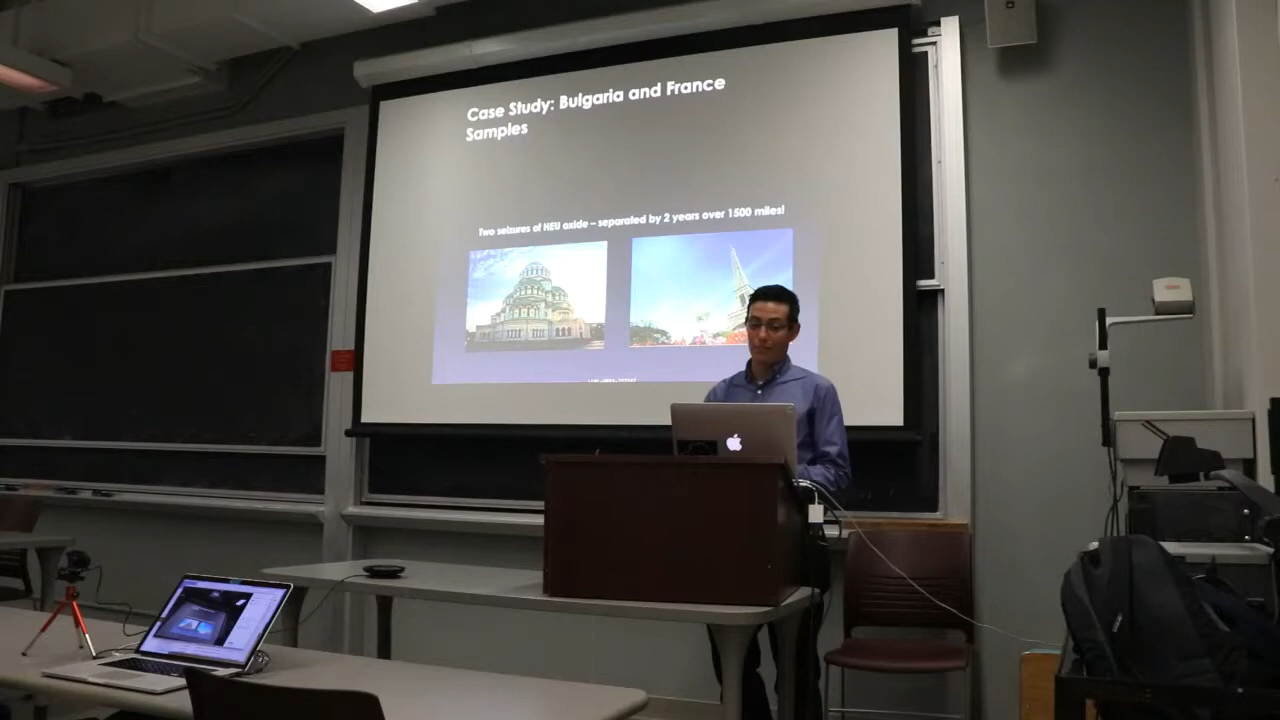 Case Study: Bulgaria and France
Samples
Two seizures of HEU oxide – separated by 2 years over 1500 miles!